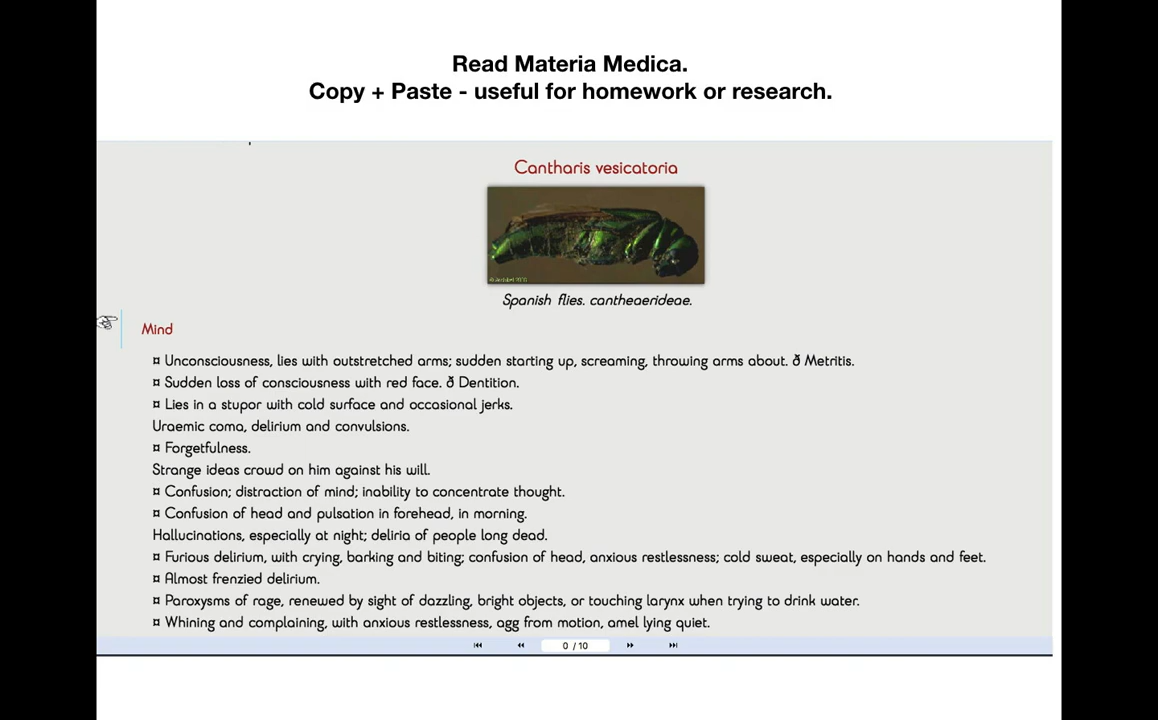 Read Materia Medica.
Copy + Paste - useful for homework or research.
Cantharis vesicatoria
Spanish flies. cantheaerideae.
Mind
¤ Unconsciousness, lies with outstretched arms; sudden starting up, screaming, throwing arms about. ð Metritis.
¤ Sudden loss of consciousness with red face. ð Dentition.
¤ Lies in a stupor with cold surface and occasional jerks.
Uraemic coma, delirium and convulsions.
¤ Forgetfulness.
Strange ideas crowd on him against his will.
¤ Confusion; distraction of mind; inability to concentrate thought.
¤ Confusion of head and pulsation in forehead, in morning.
Hallucinations, especially at night; deliria of people long dead.
¤ Furious delirium, with crying, barking and biting; confusion of head, anxious restlessness; cold sweat, especially on hands and feet.
¤ Almost frenzied delirium.
¤ Paroxysms of rage, renewed by sight of dazzling, bright objects, or touching larynx when trying to drink water.
¤ Whining and complaining, with anxious restlessness, agg from motion, amel lying quiet.
0 / 10